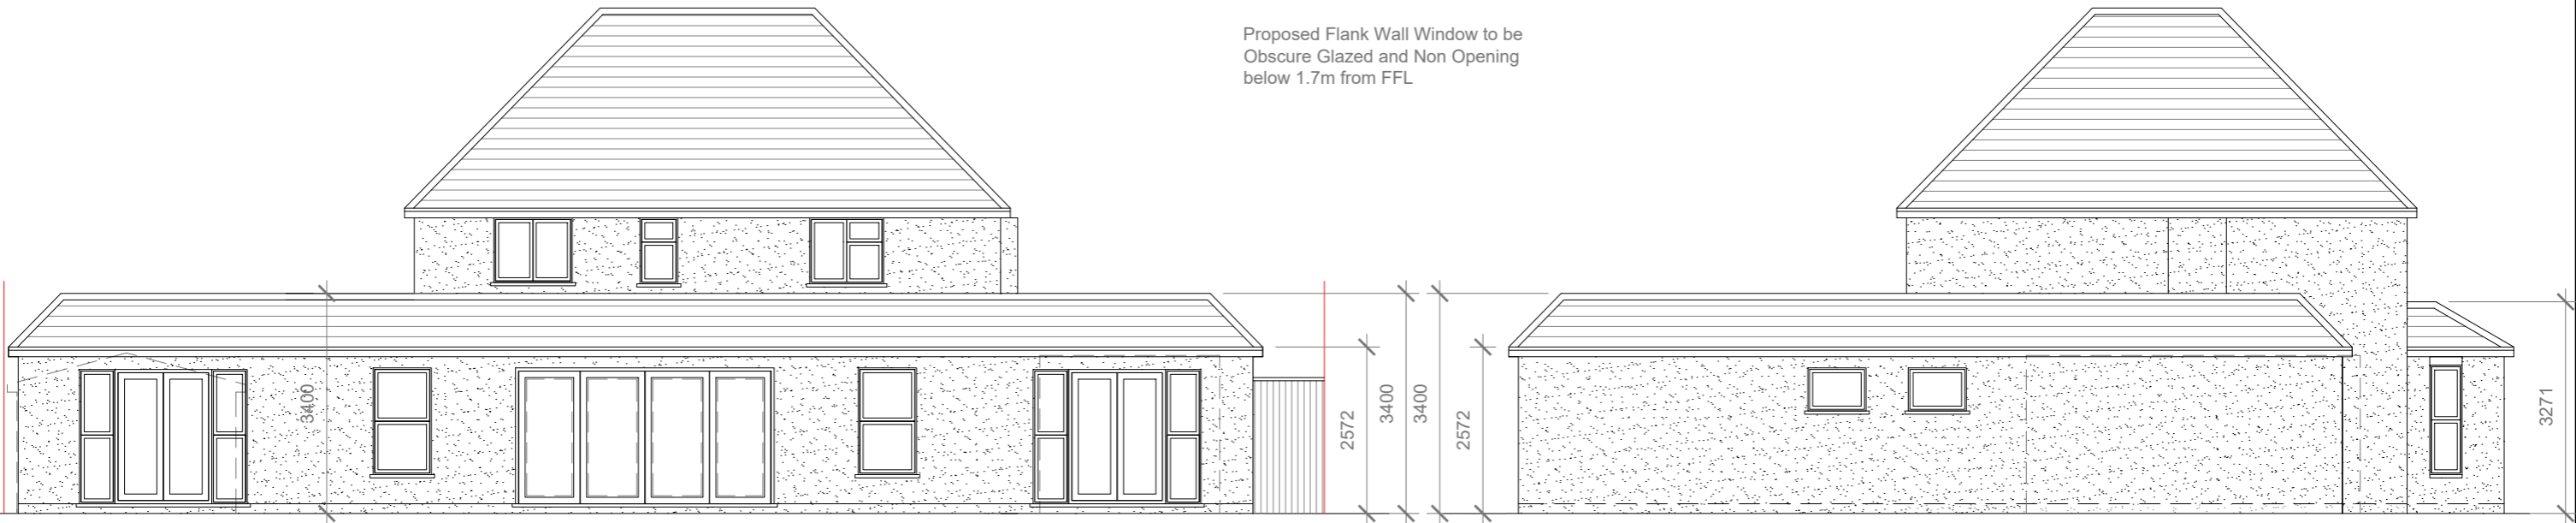 Proposed Flank Wall Window to be
Obscure Glazed and Non Opening
below 1.7m from FFL
3400
2572
3400
3400
2572
3271